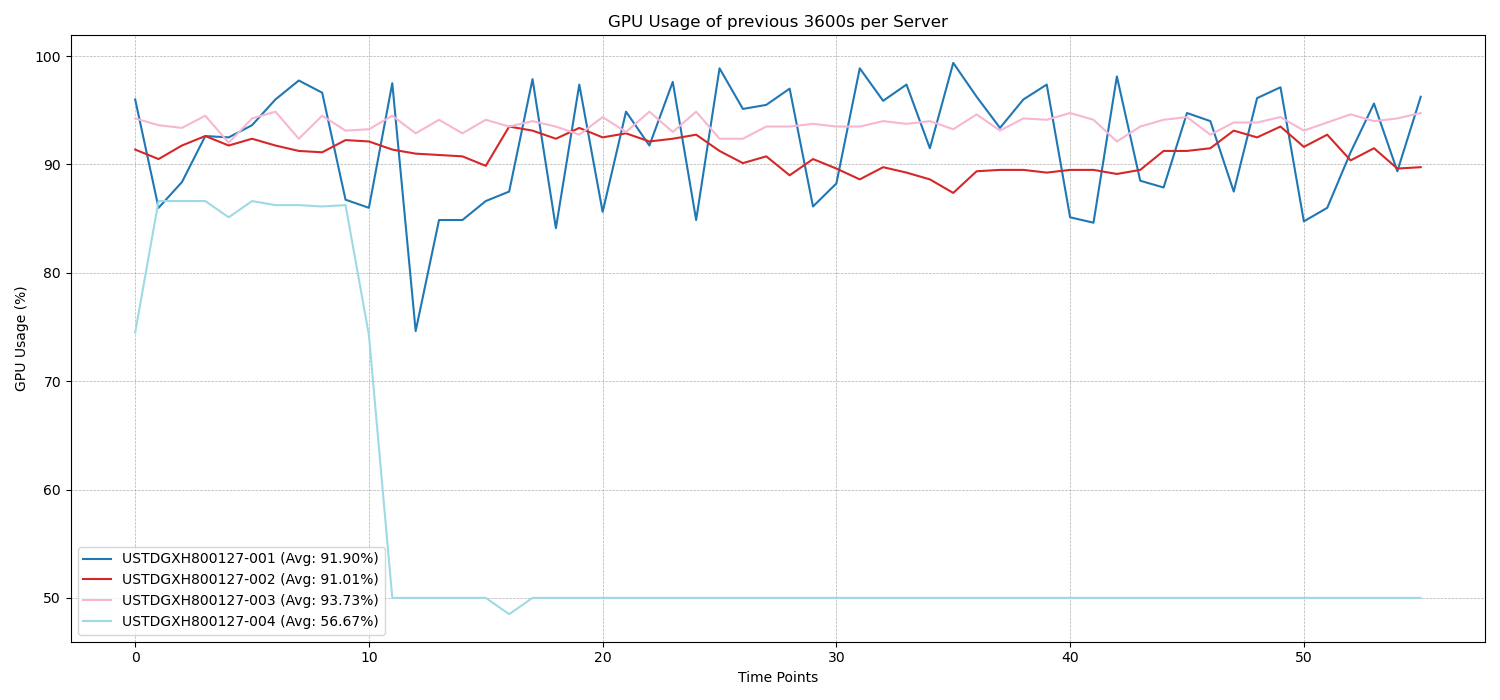 GPU Usage of previous 3600s per Server
GPU Usage (%)
100
90
80
70
60
50
USTDGXH800127-001 (Avg: 91.90%)
USTDGXH800127-002 (Avg: 91.01%)
USTDGXH800127-003 (Avg: 93.73%)
USTDGXH800127-004 (Avg: 56.67%)
0 10 20 30 40 50
Time Points